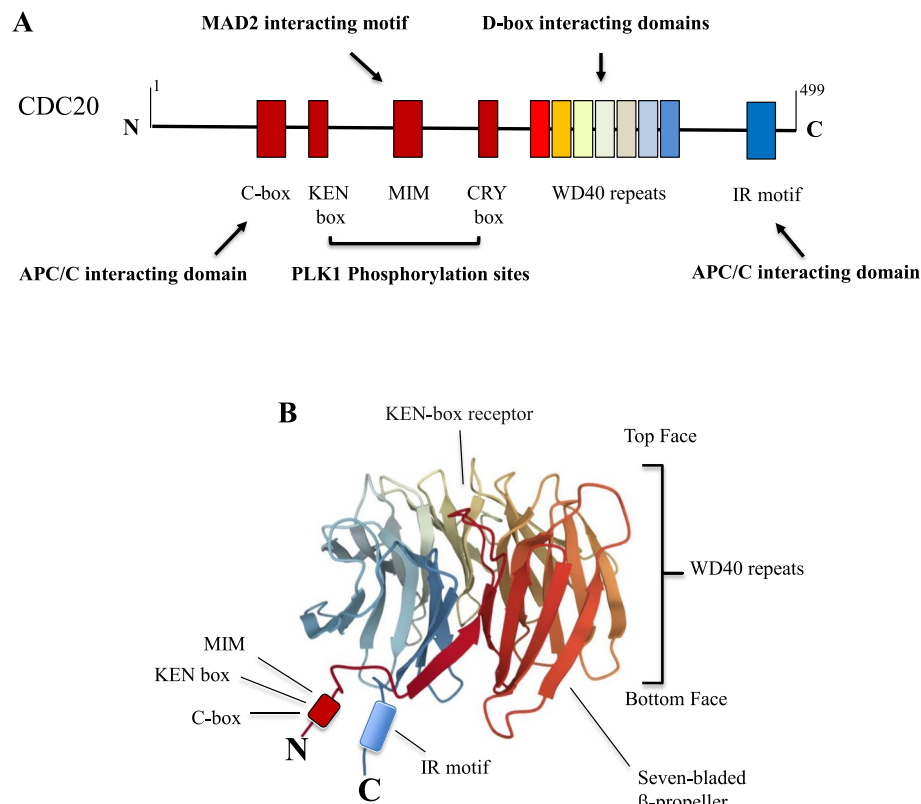 A
MAD2 interacting motif
D-box interacting domains
CDC20
N
1
499
C
C-box
KEN
box
MIM
CRY
box
WD40 repeats
IR motif
APC/C interacting domain
PLK1 Phosphorylation sites
APC/C interacting domain
B
KEN-box receptor
Top Face
WD40 repeats
MIM
KEN box
C-box
Bottom Face
N
C
IR motif
Seven-bladed
β-propeller